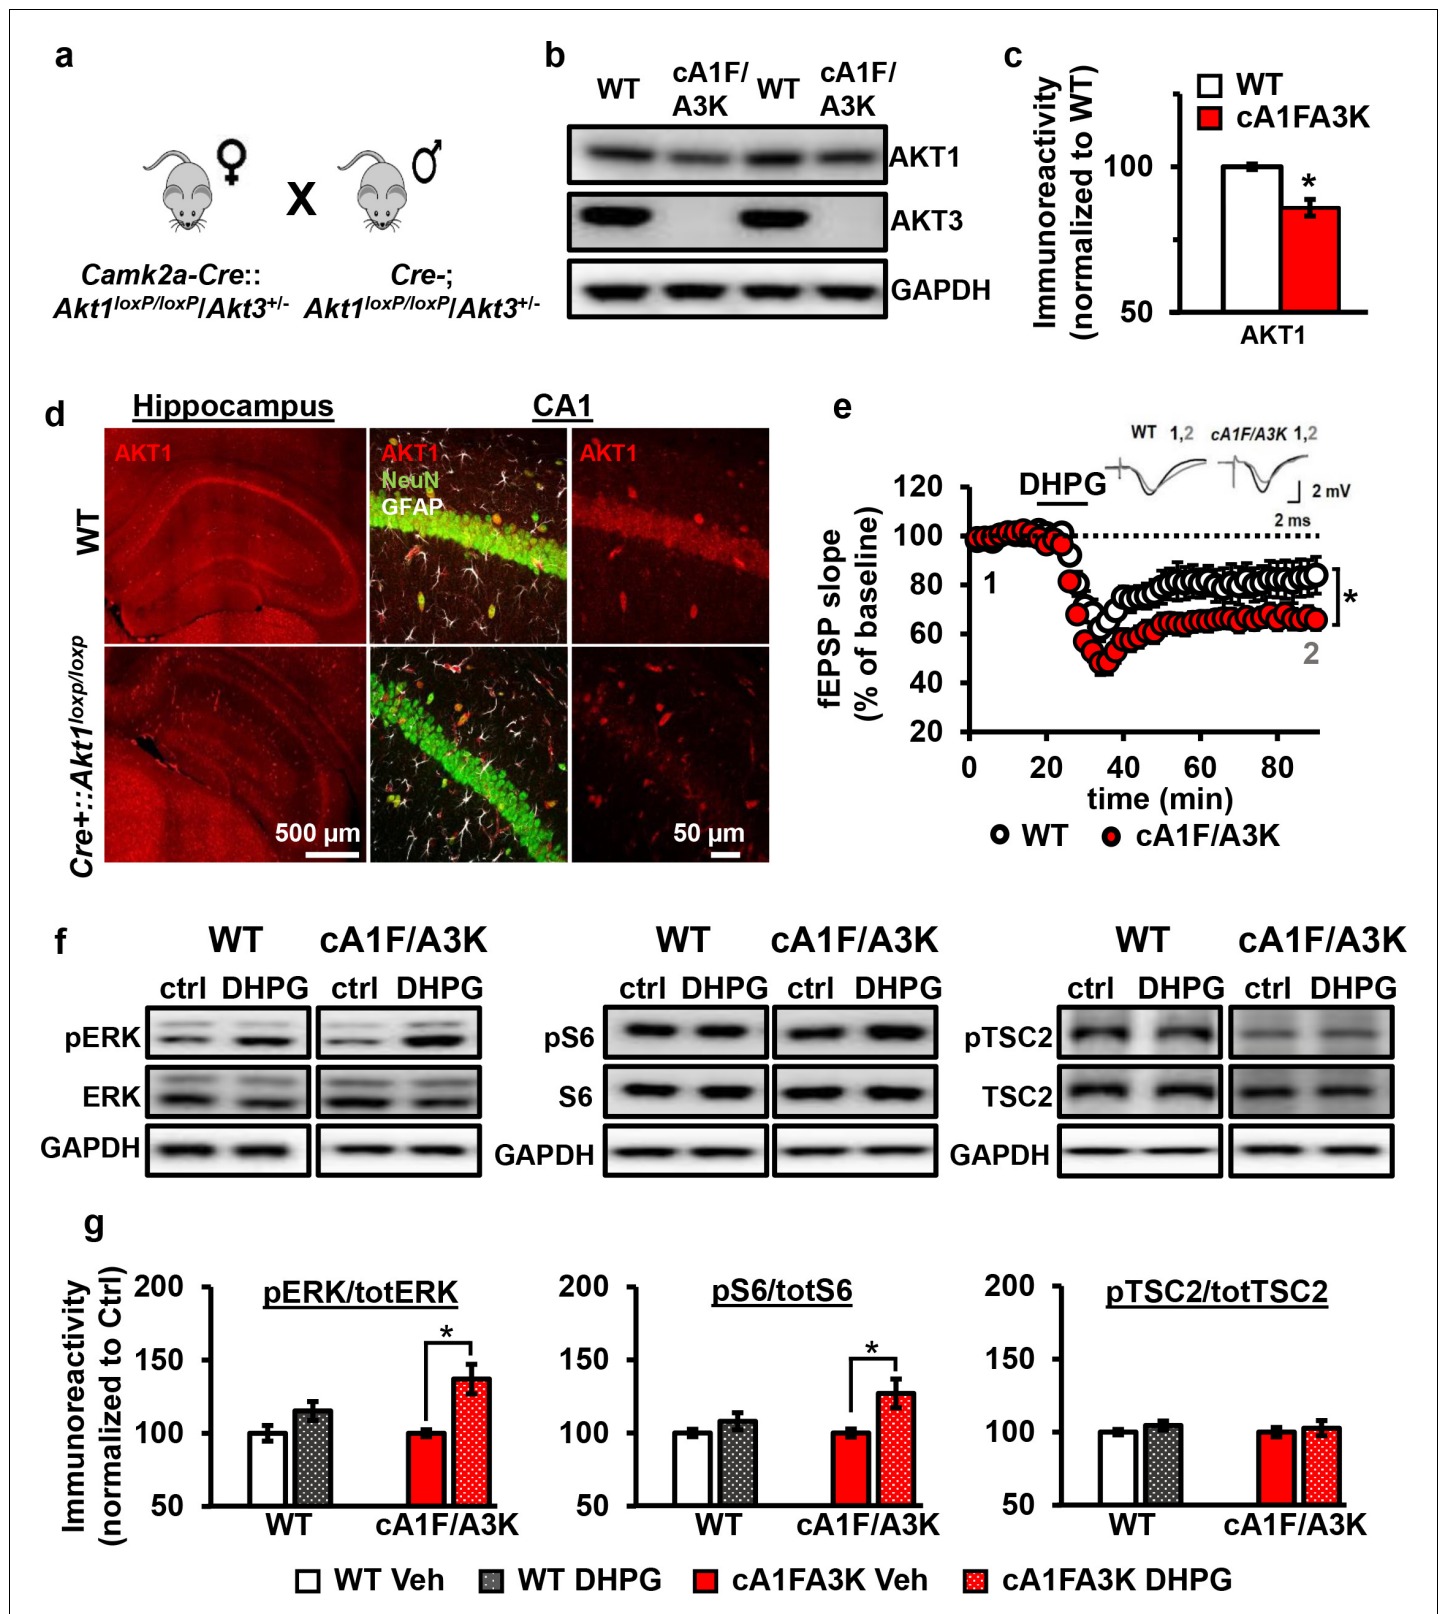 a
♀
X
♂
Camk2a-Cre::
Akt1loxP/loxP/Akt3+/-
Cre-;
Akt1loxP/loxP/Akt3+/-
b
WT
cA1F/
A3K
WT
cA1F/
A3K
AKT1
AKT3
GAPDH
c
WT
cA1FA3K
Immunoreactivity
(normalized to WT)
100
50
*
AKT1
d
Hippocampus
CA1
WT
Cre+::Akt1loxp/loxp
AKT1
AKT1
NeuN
GFAP
AKT1
500 µm
50 µm
e
WT 1,2
cA1F/A3K 1,2
2 mV
2 ms
DHPG
fEPSP slope
(% of baseline)
120
100
80
60
40
20
1
2
*
0 20 40 60 80
time (min)
WT
cA1F/A3K
f
WT cA1F/A3K
ctrl DHPG ctrl DHPG
pERK
ERK
GAPDH
WT cA1F/A3K
ctrl DHPG ctrl DHPG
pS6
S6
GAPDH
WT cA1F/A3K
ctrl DHPG ctrl DHPG
pTSC2
TSC2
GAPDH
g
Immunoreactivity
(normalized to Ctrl)
200
150
100
50
pERK/totERK
*
WT cA1F/A3K
200
150
100
50
pS6/totS6
*
WT cA1F/A3K
200
150
100
50
pTSC2/totTSC2
WT cA1F/A3K
WT Veh WT DHPG cA1FA3K Veh cA1FA3K DHPG